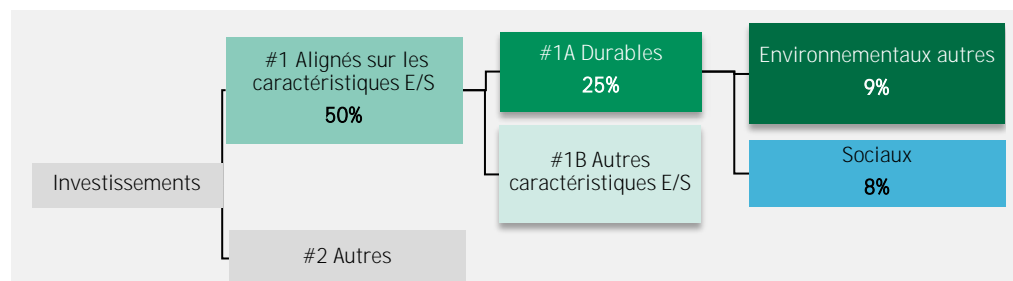 #1 Alignés sur les
caractéristiques E/S
50%
#1A Durables
25%
Environnementaux autres
9%
#1B Autres
caractéristiques E/S
Sociaux
8%
Investissements
#2 Autres